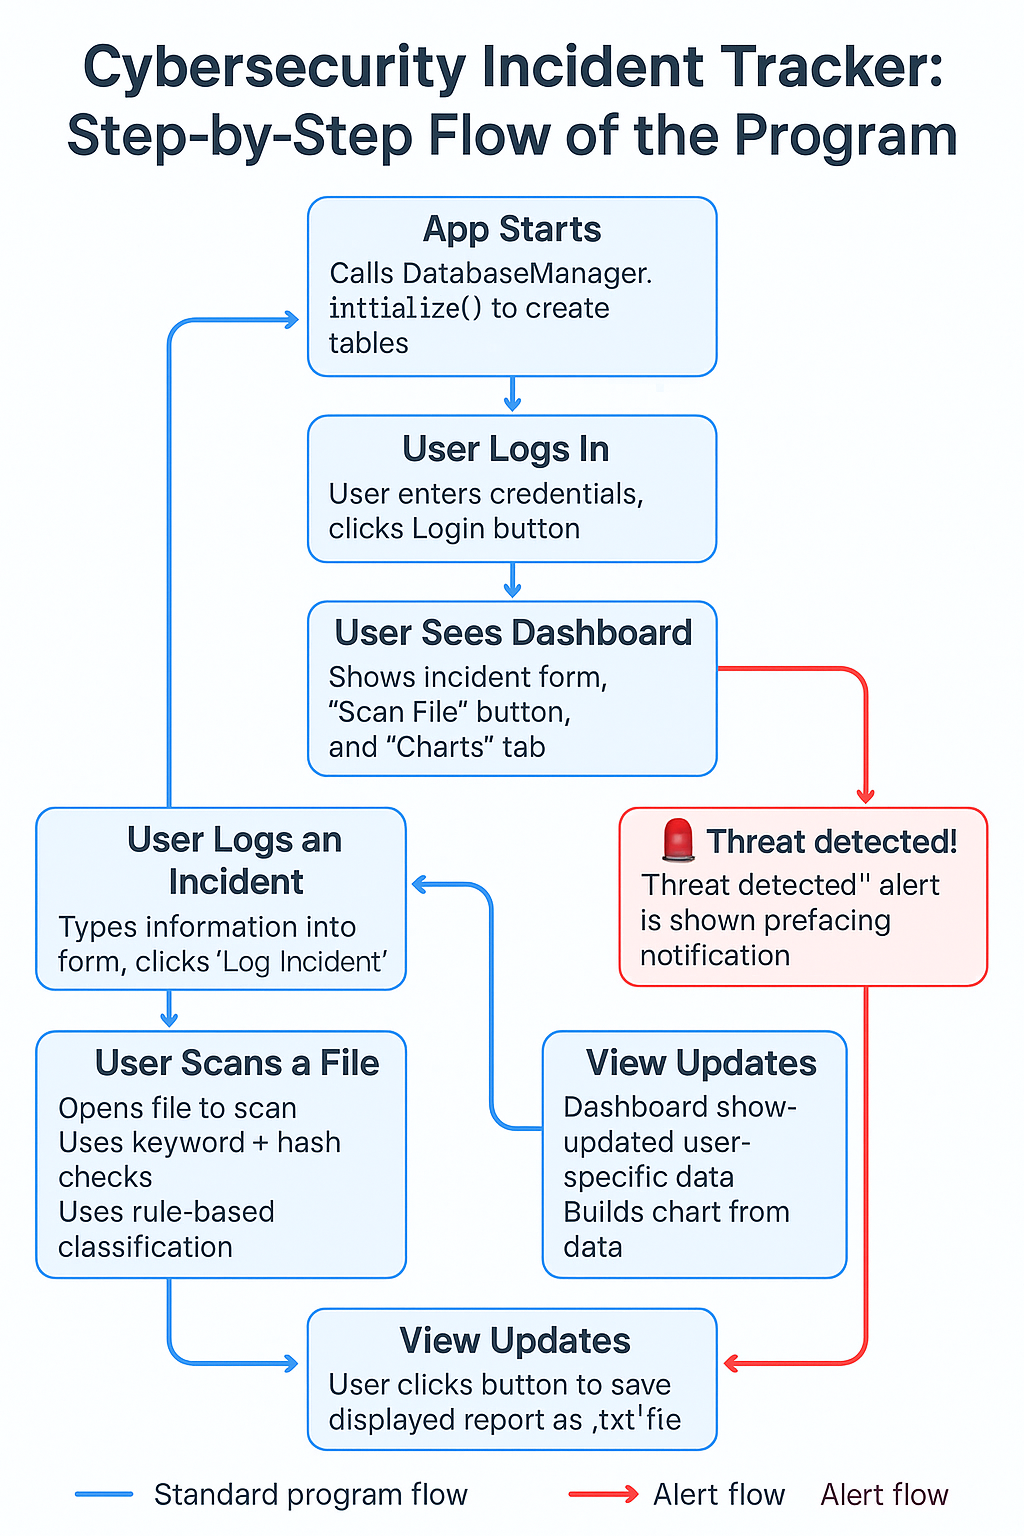 Cybersecurity Incident Tracker:
Step-by-Step Flow of the Program
App Starts
Calls DatabaseManager.
inttialize() to create
tables
User Logs In
User enters credentials,
clicks Login button
User Sees Dashboard
Shows incident form,
“Scan File” button,
and “Charts” tab
User Logs an
Incident
Types information into
form, clicks ‘Log Incident’
Threat detected!
Threat detected" alert
is shown prefacing
notification
User Scans a File
Opens file to scan
Uses keyword + hash
checks
Uses rule-based
classification
View Updates
Dashboard show-
updated user-
specific data
Builds chart from
data
View Updates
User clicks button to save
displayed report as ,txt'fíe
Standard program flow
Alert flow
Alert flow